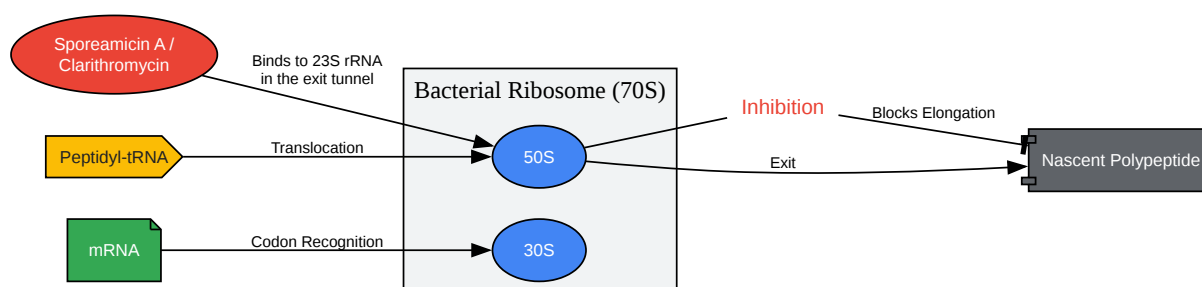 Sporeamicin A /
Clarithromycin
Binds to 23S rRNA
in the exit tunnel
Bacterial Ribosome (70S)
Inhibition
Blocks Elongation
Peptidyl-tRNA
Translocation
50S
Exit
Nascent Polypeptide
mRNA
Codon Recognition
30S